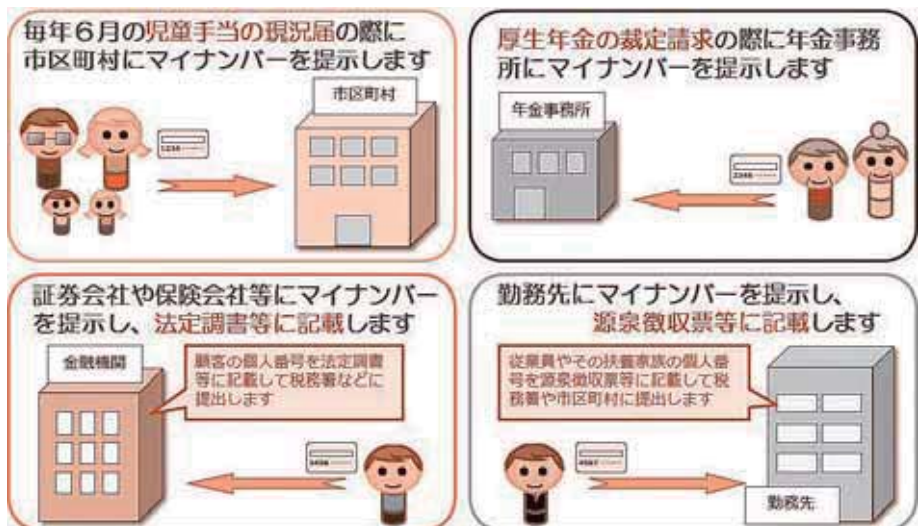 毎年６月の児童手当の現況届の際に
市区町村にマイナンバーを提示します
市区町村
1234
厚生年金の裁定請求の際に年金事務
所にマイナンバーを提示します
年金事務所
証券会社や保険会社等にマイナンバー
を提示し、法定調書等に記載します
金融機関
顧客の個人番号を法定調書
等に記載して税務署などに
提出します
勤務先にマイナンバーを提示し、
源泉徴収票等に記載します
従業員やその扶養家族の個人番
号を源泉徴収票等に記載して税
務署や市区町村に提出します
4567
勤務先